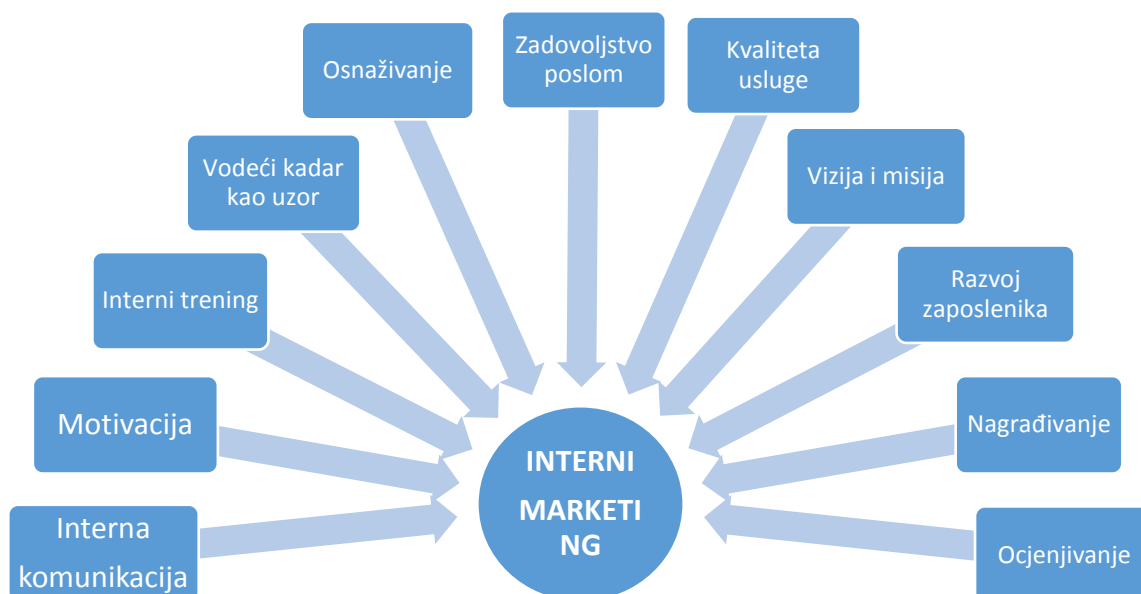 Zadovoljstvo
poslom
Kvaliteta
usluge
Osnaživanje
Vodeći kadar
kao uzor
Vizija i misija
Interni trening
Razvoj
zaposlenika
Motivacija
Nagrađivanje
INTERNI
MARKETI
NG
Interna
komunikacija
Ocjenjivanje